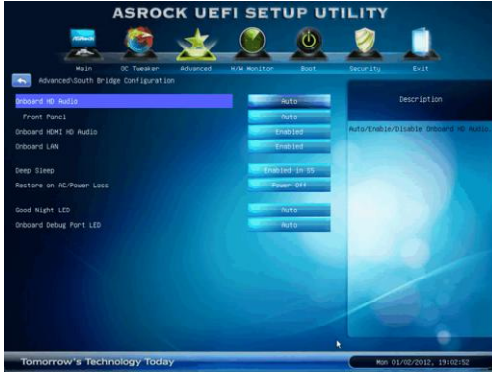 ASROCK UEFI SETUP UTILITY
Main OC Tweaker Advanced H/W Monitor Boot Security Exit
Advanced\South Bridge Configuration
Onboard HD Audio Auto
Front Panel Auto
Onboard HDMI HD Audio Enabled
Onboard LAN Enabled
Deep Sleep Enabled in S5
Restore on AC/Power Loss Power Off
Good Night LED Auto
Onboard Debug Port LED Auto
Description
Auto/Enable/Disable Onboard HD Audio.
Tomorrow's Technology Today
Mon 01/02/2012, 19:02:52